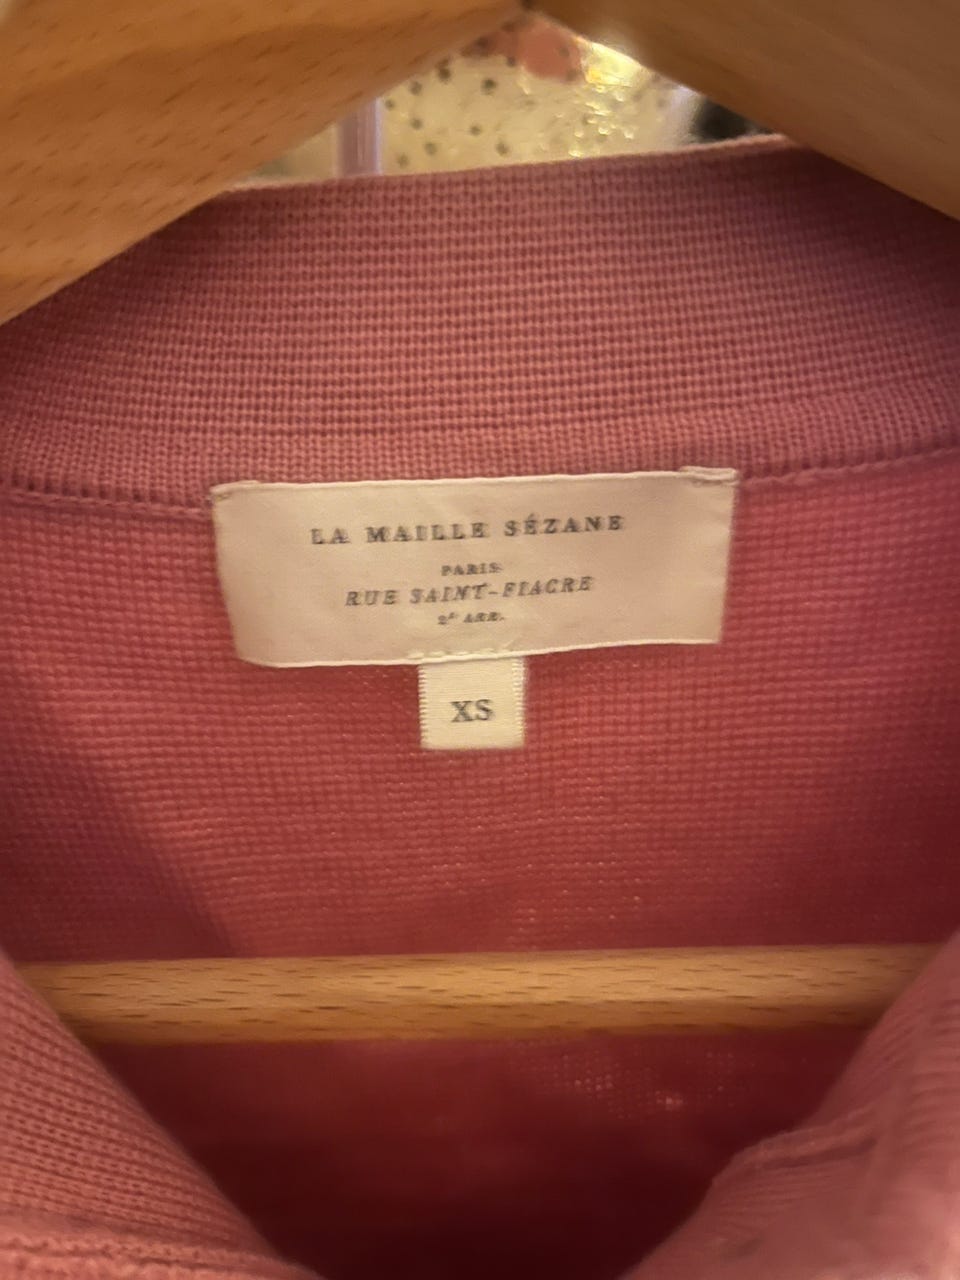 LA MAILLE SÉZANE
PARIS
RUE SAINT-FIACRE
2E ARR.
XS